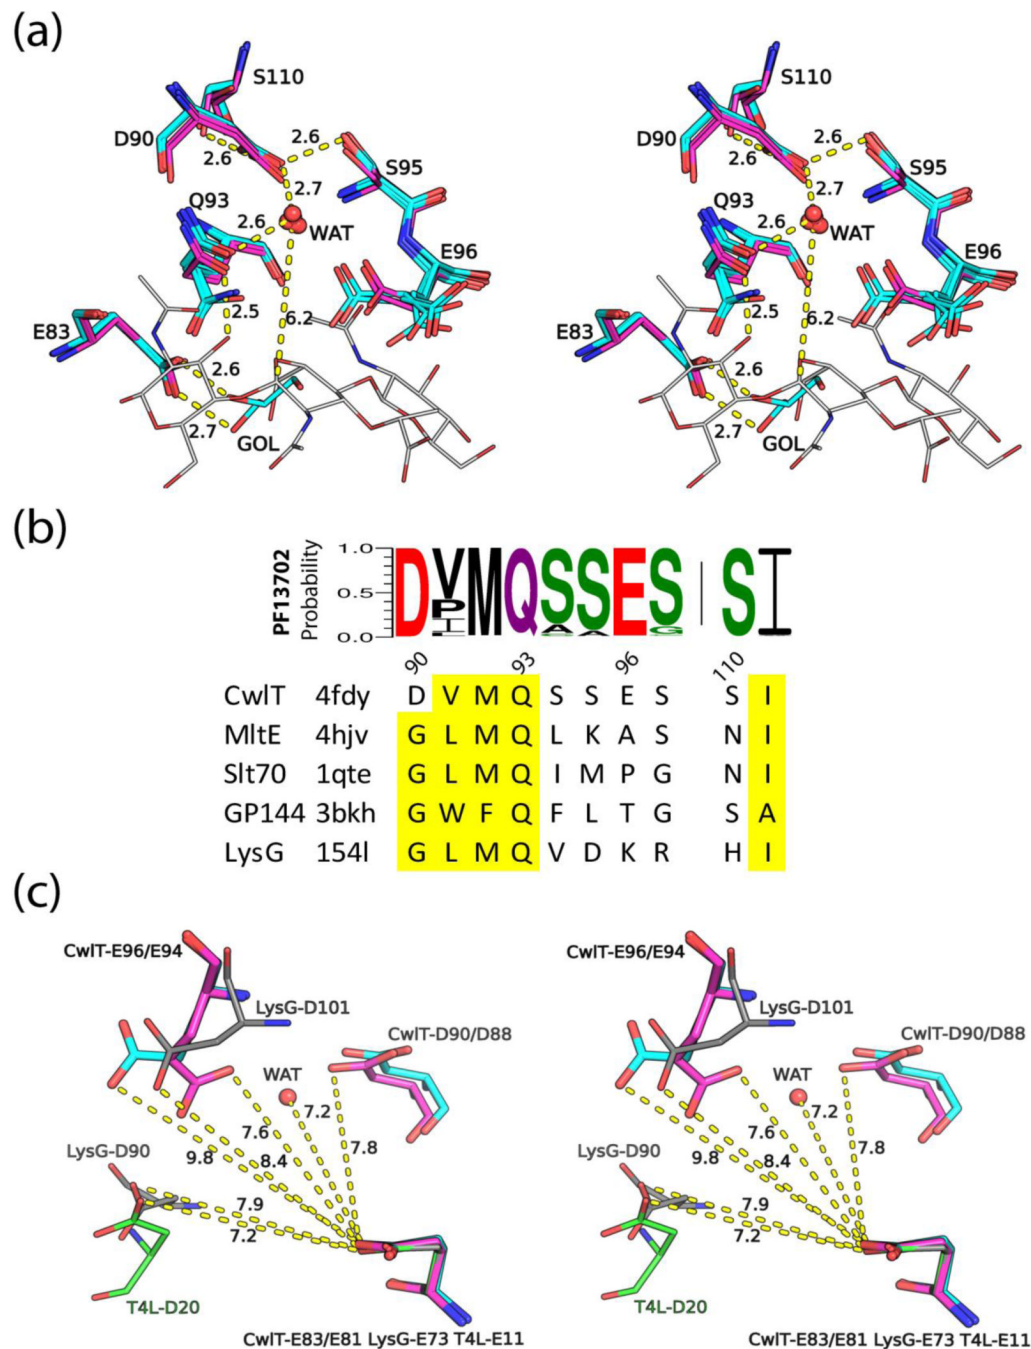 (a)
S110 S110
D90 2.6 2.6 D90 2.6 2.6
S95 S95
2.7 2.7
Q93 2.6 Q93 2.6
WAT WAT
E96 E96
2.5 6.2 2.5 6.2
E83 E83
2.6 2.6
2.7 GOL 2.7 GOL
(b)
PF13702
Probability
1.0
0.5
0.0
D V M Q S S E S | S I
P A A G
I
90 93 96 110
CwlT 4fdy D V M Q S S E S S I
MltE 4hjv G L M Q L K A S N I
Slt70 1qte G L M Q I M P G N I
GP144 3bkh G W F Q F L T G S A
LysG 154l G L M Q V D K R H I
(c)
CwlT-E96/E94 CwlT-E96/E94
LysG-D101 LysG-D101
CwlT-D90/D88 CwlT-D90/D88
WAT WAT
7.2 7.2
7.6 7.6
LysG-D90 9.8 8.4 7.8 LysG-D90 9.8 8.4 7.8
7.9 7.9
7.2 7.2
T4L-D20 T4L-D20
CwlT-E83/E81 LysG-E73 T4L-E11 CwlT-E83/E81 LysG-E73 T4L-E11